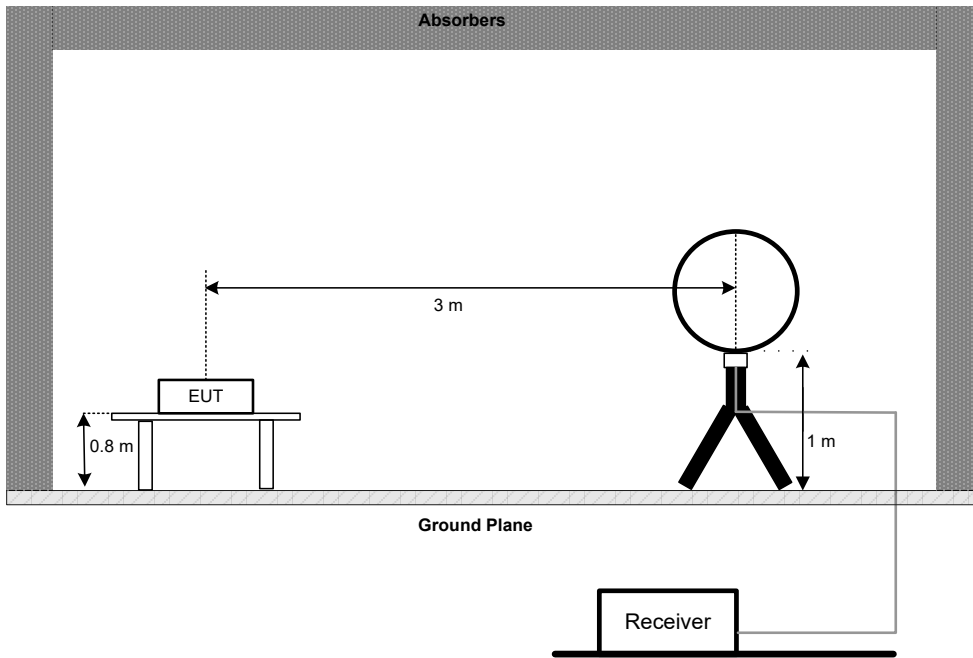 Absorbers
3 m
EUT
0.8 m
1 m
Ground Plane
Receiver